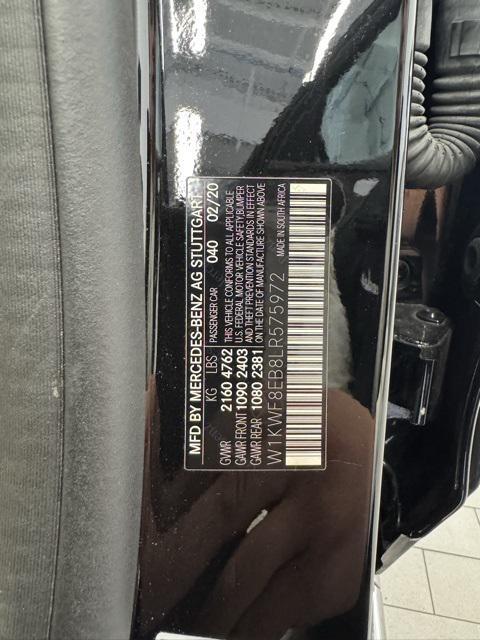 MFD BY MERCEDES-BENZ AG STUTTGART
KG LBS PASSENGER CAR 040 02/20
GVWR 2160 4762 THIS VEHICLE CONFORMS TO ALL APPLICABLE
GAWR FRONT 1090 2403 U.S. FEDERAL MOTOR VEHICLE SAFETY, BUMPER
GAWR REAR 1080 2381 AND THEFT PREVENTION STANDARDS IN EFFECT
ON THE DATE OF MANUFACTURE SHOWN ABOVE
W1KWF8EB8LR575972 MADE IN SOUTH AFRICA